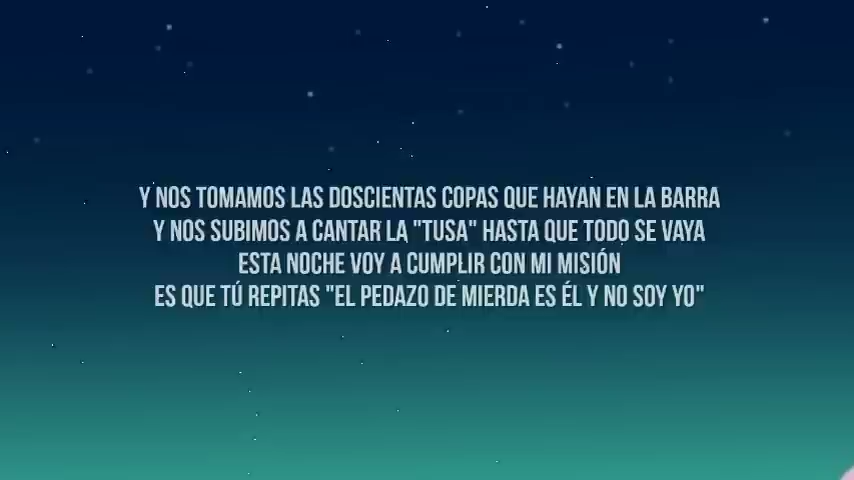 Y NOS TOMAMOS LAS DOSCIENTAS COPAS QUE HAYAN EN LA BARRA
Y NOS SUBIMOS A CANTAR LA "TUSA" HASTA QUE TODO SE VAYA
ESTA NOCHE VOY A CUMPLIR CON MI MISIÓN
ES QUE TÚ REPITAS "EL PEDAZO DE MIERDA ES ÉL Y NO SOY YO"